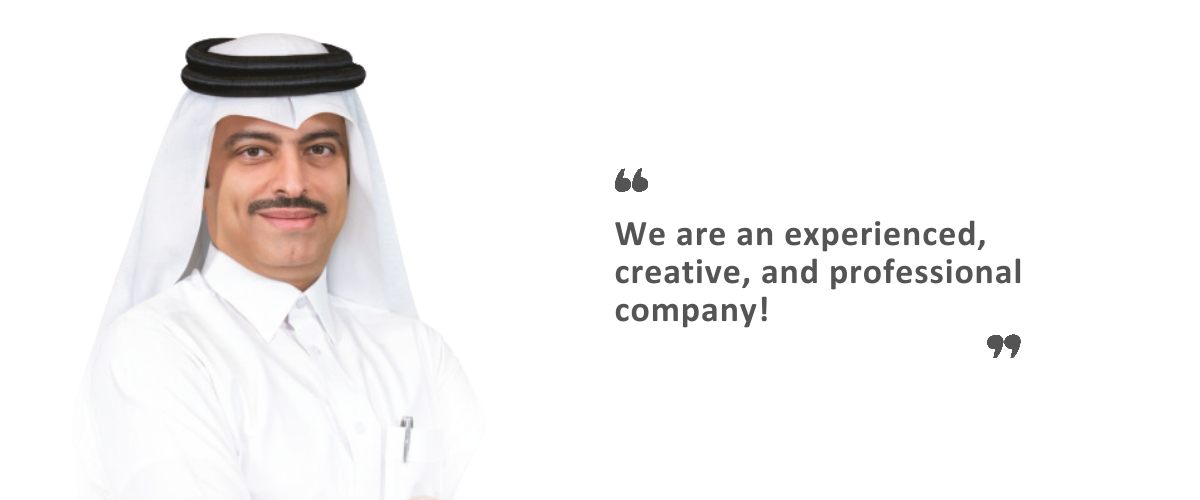 “
We are an experienced,
creative, and professional
company!
”